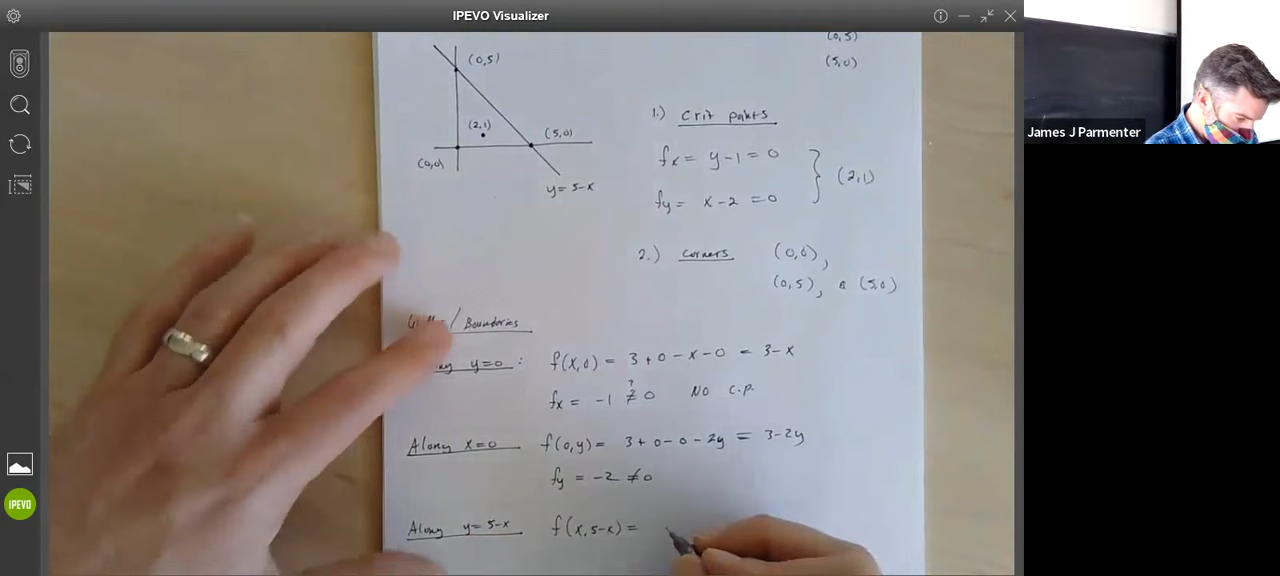 IPEVO Visualizer
(0,5)
(5,0)
(0,5)
(2,1)
(5,0)
(0,0)
y = 5-x
1.) Crit points
fx = y-1 = 0
fy = x-2 = 0
} (2,1)
2.) Corners (0,0),
(0,5), & (5,0)
/ Boundaries
y=0 : f(x,0) = 3+0-x-0 = 3-x
fx = -1 ≠ 0 No c.p.
?
Along x=0 f(0,y) = 3+0-0-2y = 3-2y
fy = -2 ≠ 0
Along y=5-x f(x,5-x) =
James J Parmenter
IPEVO